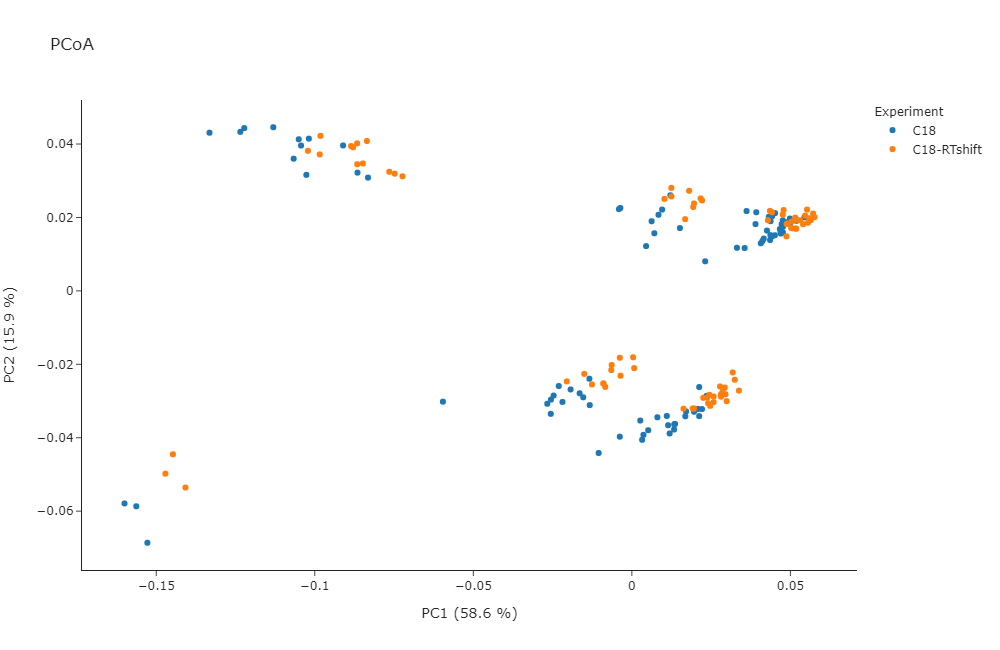 PCoA
Experiment
C18
C18-RTshift
0.04
0.02
0
−0.02
−0.04
−0.06
PC2 (15.9 %)
−0.15
−0.1
−0.05
0
0.05
PC1 (58.6 %)